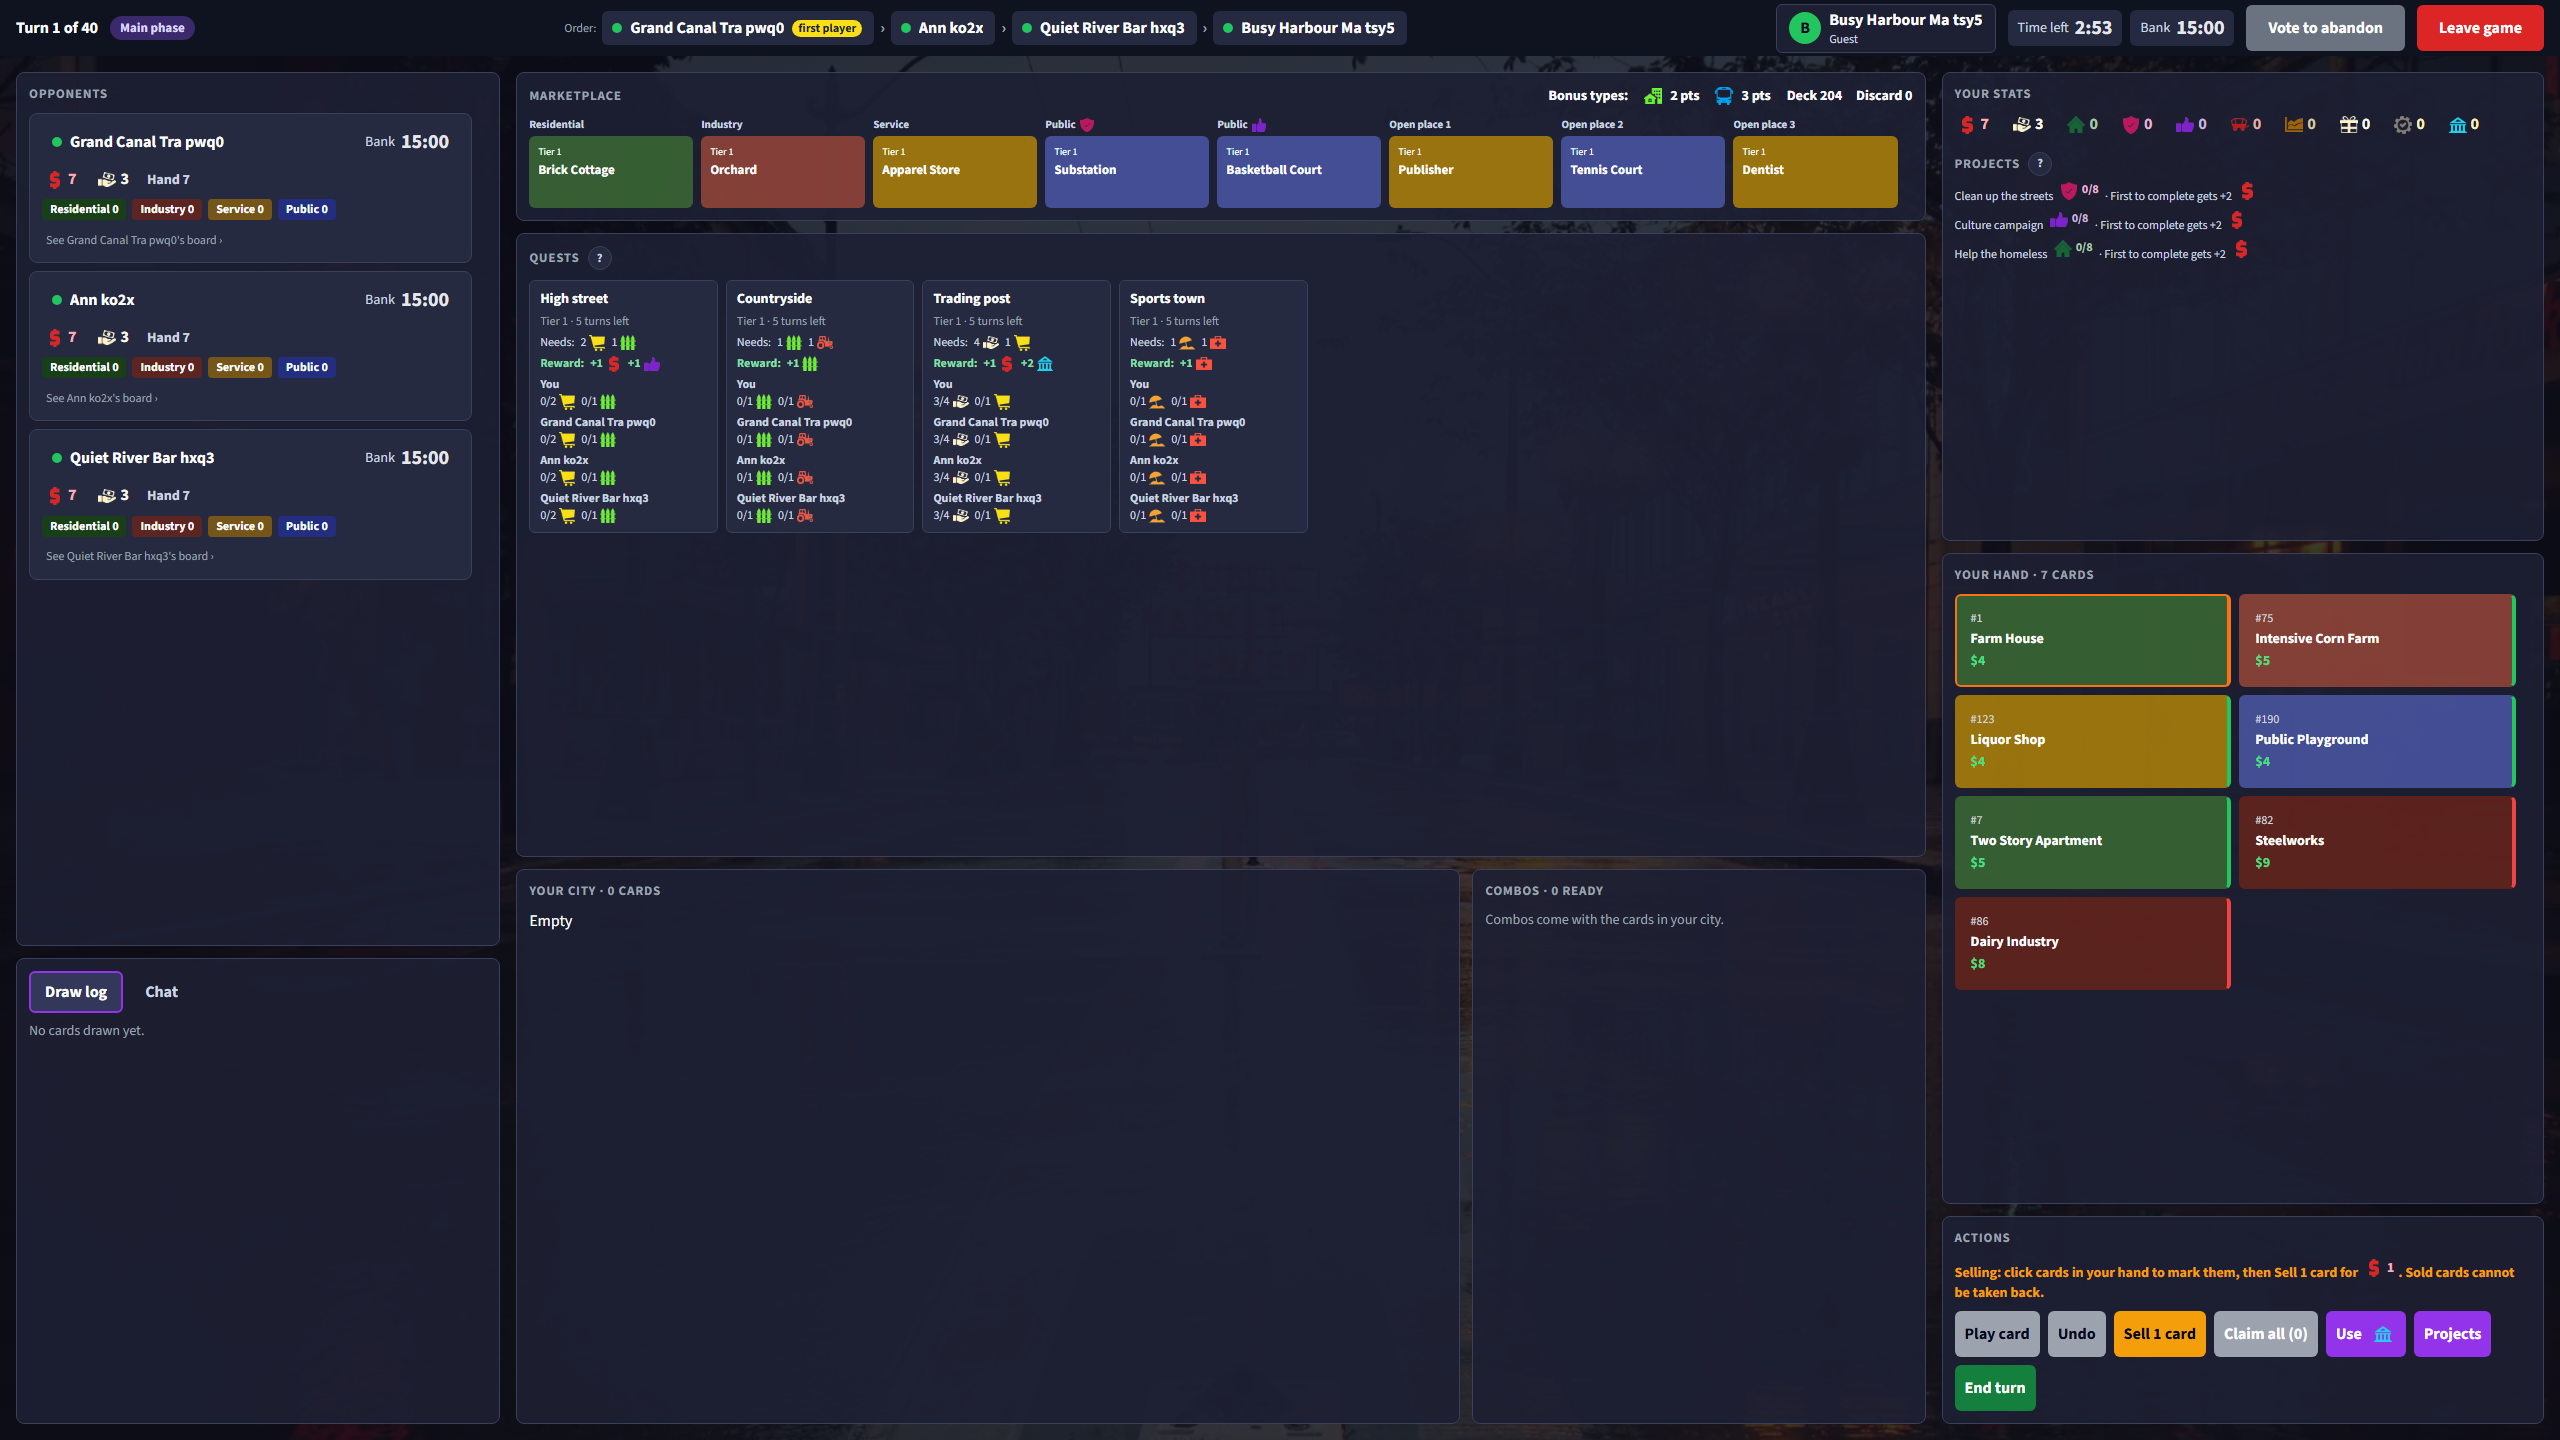 Turn 1 of 40 Main phase
Order: Grand Canal Tra pwq0 first player › Ann ko2x › Quiet River Bar hxq3 › Busy Harbour Ma tsy5
B Busy Harbour Ma tsy5
Guest
Time left 2:53 Bank 15:00 Vote to abandon Leave game
OPPONENTS
Grand Canal Tra pwq0 Bank 15:00
7 3 Hand 7
Residential 0 Industry 0 Service 0 Public 0
See Grand Canal Tra pwq0's board ›
Ann ko2x Bank 15:00
7 3 Hand 7
Residential 0 Industry 0 Service 0 Public 0
See Ann ko2x's board ›
Quiet River Bar hxq3 Bank 15:00
7 3 Hand 7
Residential 0 Industry 0 Service 0 Public 0
See Quiet River Bar hxq3's board ›
Draw log Chat
No cards drawn yet.
MARKETPLACE Bonus types: 2 pts 3 pts Deck 204 Discard 0
Residential Industry Service Public Public Open place 1 Open place 2 Open place 3
Tier 1 Tier 1 Tier 1 Tier 1 Tier 1 Tier 1 Tier 1 Tier 1
Brick Cottage Orchard Apparel Store Substation Basketball Court Publisher Tennis Court Dentist
QUESTS ?
High street
Tier 1 · 5 turns left
Needs: 2 1
Reward: +1 $ +1
You
0/2 0/1
Grand Canal Tra pwq0
0/2 0/1
Ann ko2x
0/2 0/1
Quiet River Bar hxq3
0/2 0/1
Countryside
Tier 1 · 5 turns left
Needs: 1 1
Reward: +1
You
0/1 0/1
Grand Canal Tra pwq0
0/1 0/1
Ann ko2x
0/1 0/1
Quiet River Bar hxq3
0/1 0/1
Trading post
Tier 1 · 5 turns left
Needs: 4 1
Reward: +1 $ +2
You
3/4 0/1
Grand Canal Tra pwq0
3/4 0/1
Ann ko2x
3/4 0/1
Quiet River Bar hxq3
3/4 0/1
Sports town
Tier 1 · 5 turns left
Needs: 1 1
Reward: +1
You
0/1 0/1
Grand Canal Tra pwq0
0/1 0/1
Ann ko2x
0/1 0/1
Quiet River Bar hxq3
0/1 0/1
YOUR CITY · 0 CARDS
Empty
COMBOS · 0 READY
Combos come with the cards in your city.
YOUR STATS
$ 7 3 0 0 0 0 0 0 0 0
PROJECTS ?
Clean up the streets 0/8 · First to complete gets +2 $
Culture campaign 0/8 · First to complete gets +2 $
Help the homeless 0/8 · First to complete gets +2 $
YOUR HAND · 7 CARDS
#1
Farm House
$4
#75
Intensive Corn Farm
$5
#123
Liquor Shop
$4
#190
Public Playground
$4
#7
Two Story Apartment
$5
#82
Steelworks
$9
#86
Dairy Industry
$8
ACTIONS
Selling: click cards in your hand to mark them, then Sell 1 card for $ 1 . Sold cannot cards
be taken back.
Play card Undo Sell 1 card Claim all (0) Use Projects
End turn